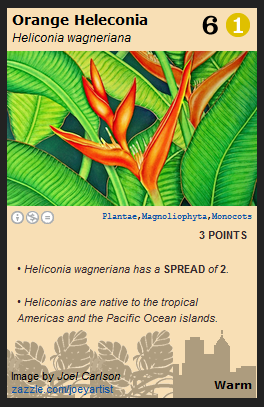 Orange Heleconia 6 1
Heliconia wagneriana
Plantae,Magnoliophyta,Monocots
3 POINTS
• Heliconia wagneriana has a SPREAD of 2.
• Heliconias are native to the tropical
Americas and the Pacific Ocean islands.
Image by Joel Carlson
zazzle.com/joeyartist
Warm